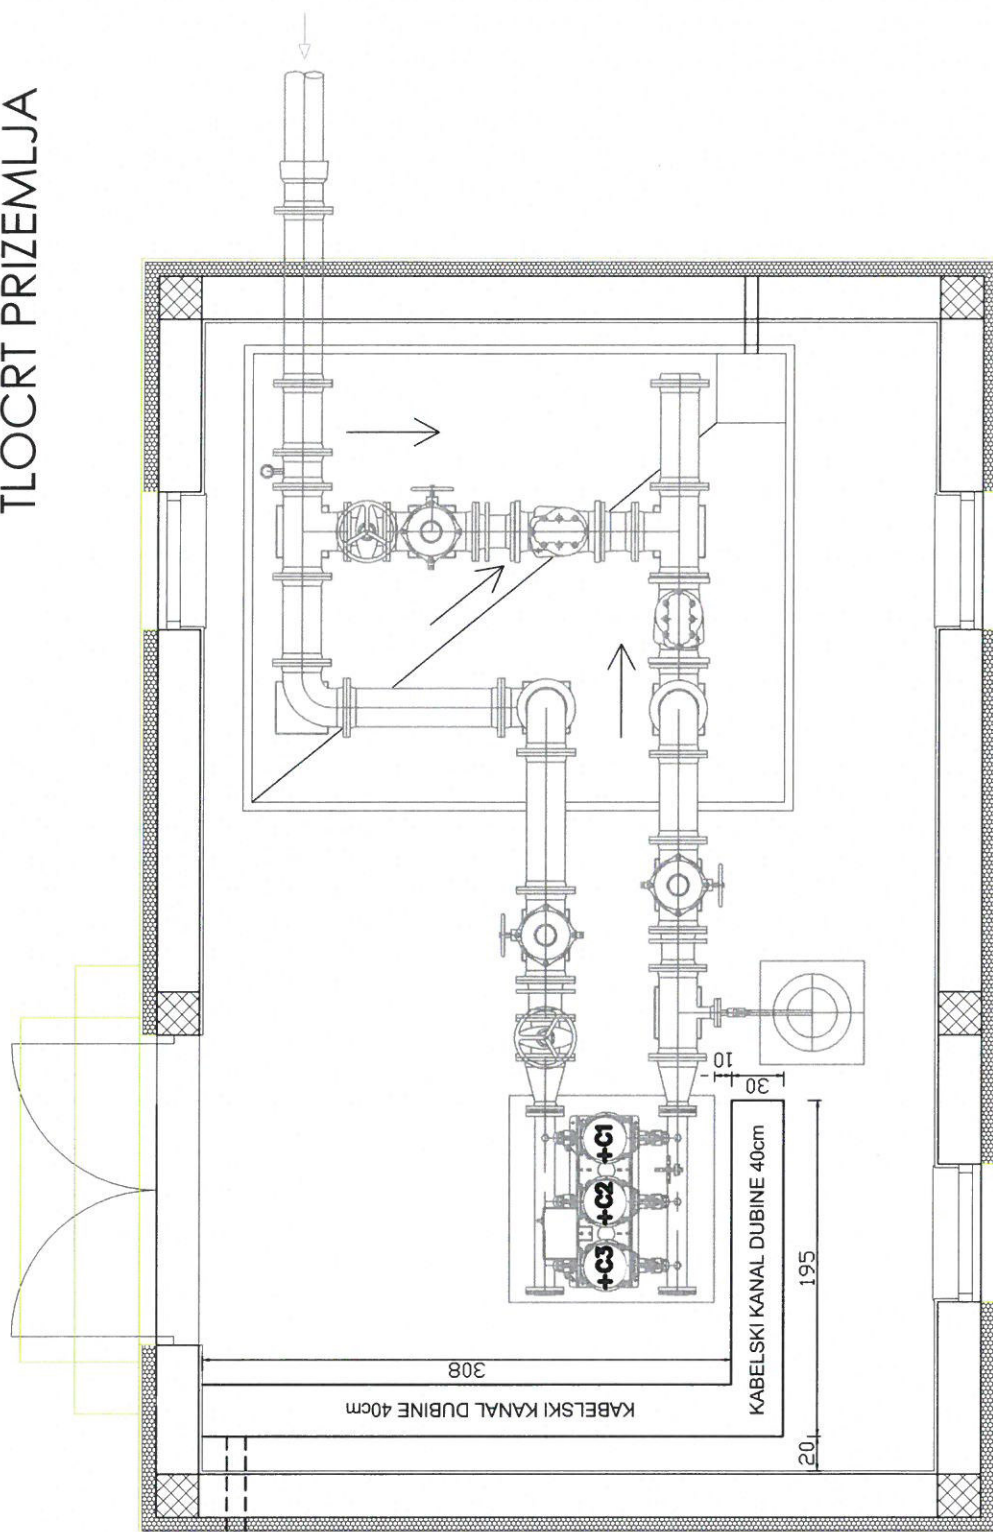 TLOCRT PRIZEMLJA
+C1
+C2
+C3
10
30
308
KABELSKI KANAL DUBINE 40cm
KABELSKI KANAL DUBINE 40cm
195
20